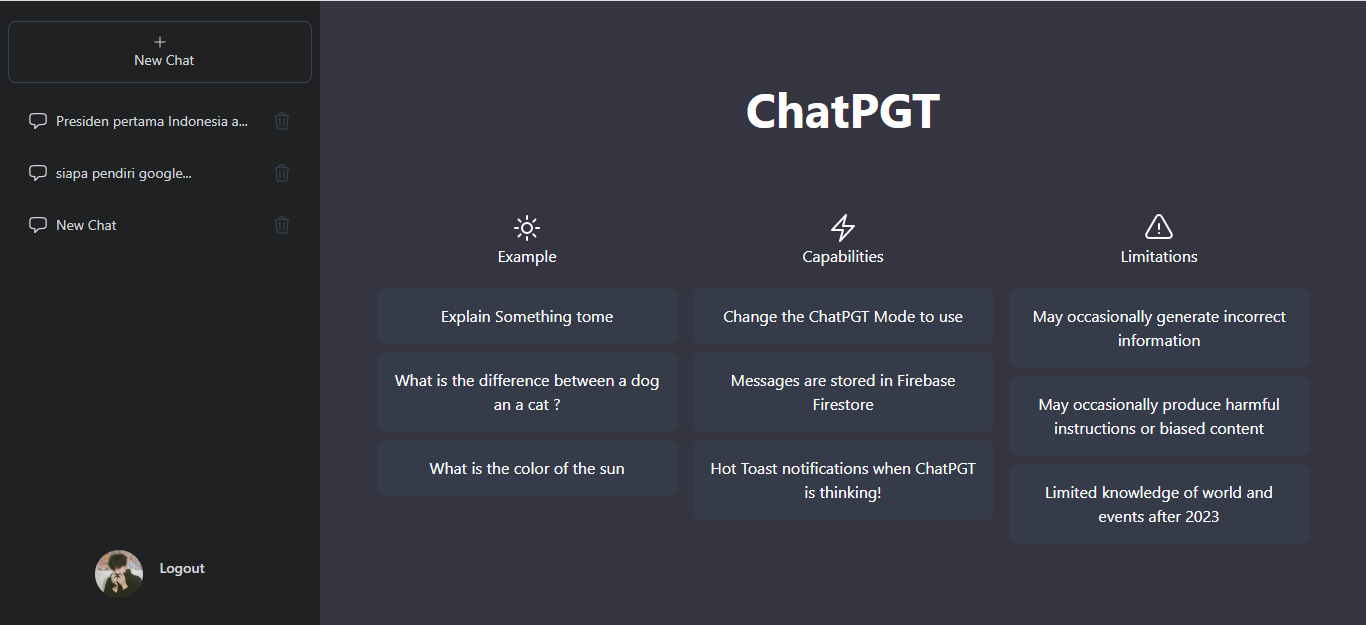 New Chat
Presiden pertama Indonesia a...
siapa pendiri google...
New Chat
Logout
ChatPGT
Example
Explain Something tome
What is the difference between a dog
an a cat ?
What is the color of the sun
Capabilities
Change the ChatPGT Mode to use
Messages are stored in Firebase
Firestore
Hot Toast notifications when ChatPGT
is thinking!
Limitations
May occasionally generate incorrect
information
May occasionally produce harmful
instructions or biased content
Limited knowledge of world and
events after 2023